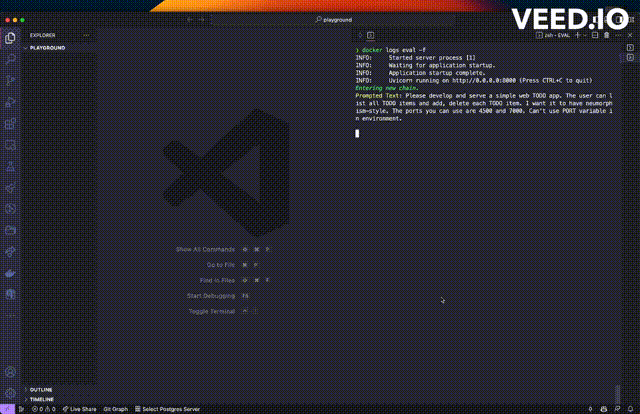 playground
VEED.IO
EXPLORER
PLAYGROUND
zsh - EVAL
> docker logs eval -f
INFO: Started server process [1]
INFO: Waiting for application startup.
INFO: Application startup complete.
INFO: Uvicorn running on http://0.0.0.0:8000 (Press CTRL+C to quit)
Entering new chain.
Prompted Text: Please develop and serve a simple web TODO app. The user can l
ist all TODO items and add, delete each TODO item. I want it to have neumorph
ism-style. The ports you can use are 4500 and 7000. Can't use PORT variable i
n environment.
Show All Commands ⇧ ⌘ P
Go to File ⌘ P
Find in Files ⇧ ⌘ F
Start Debugging F5
Toggle Terminal
OUTLINE
TIMELINE
0 0 Live Share Git Graph Select Postgres Server